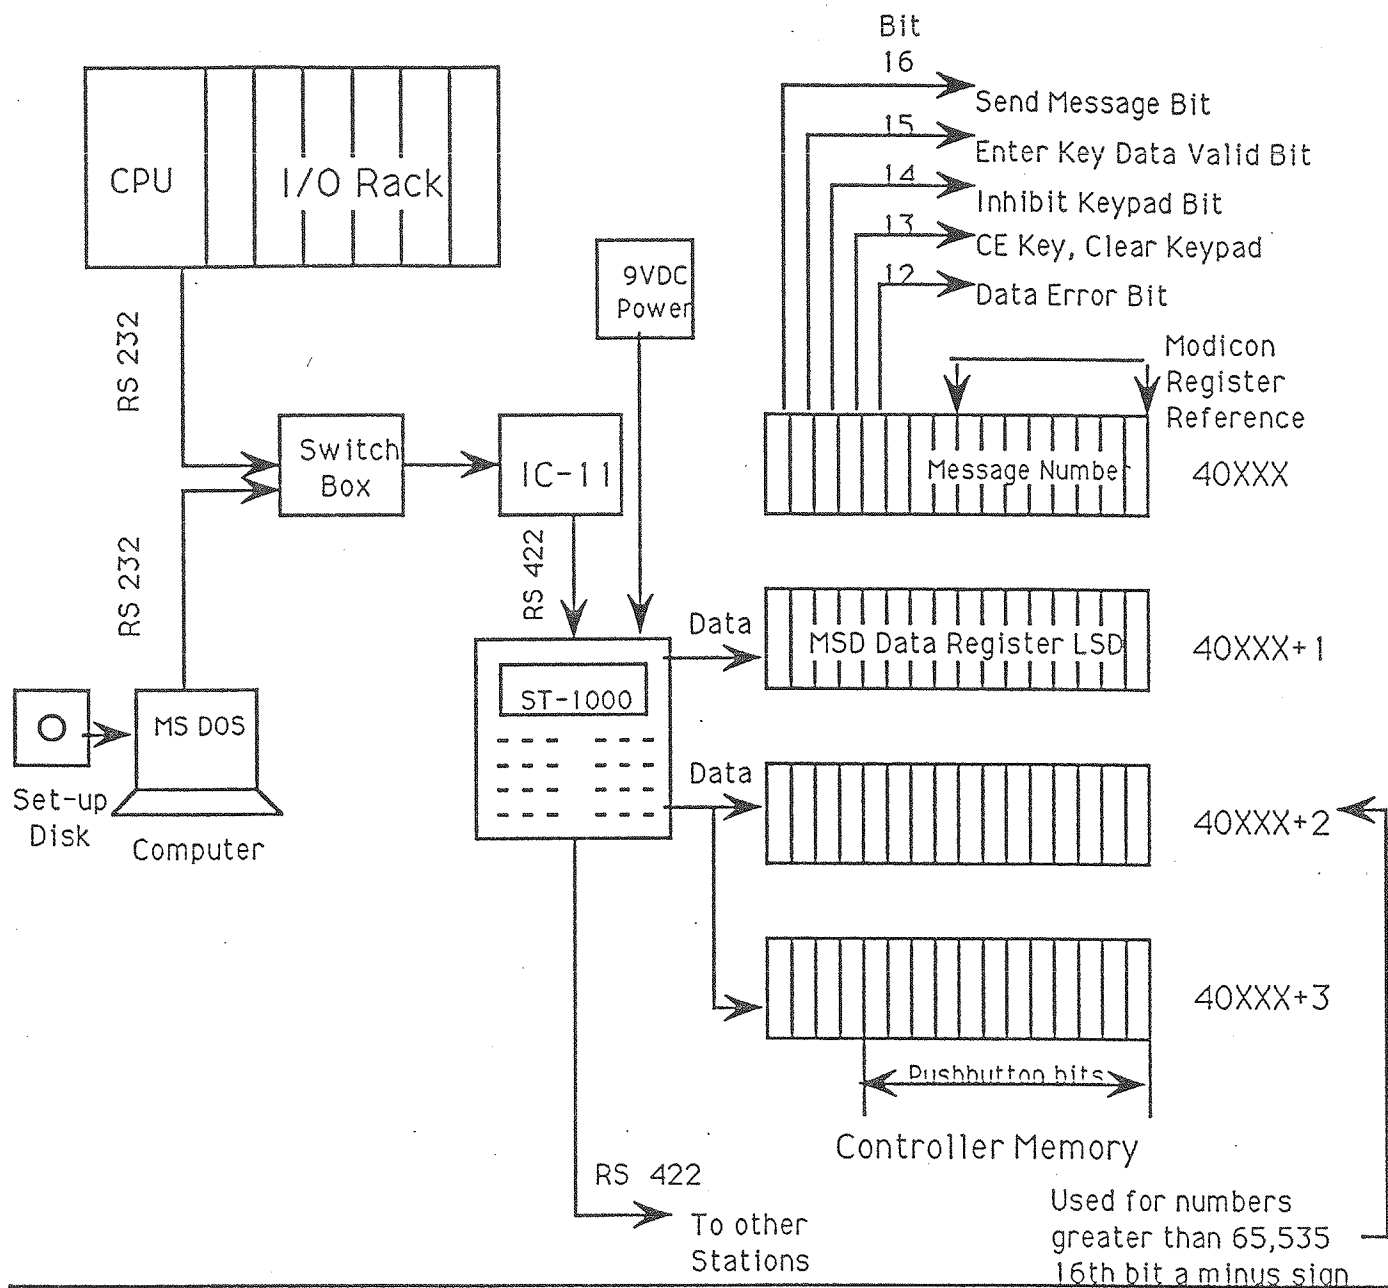 Bit
16
Send Message Bit
15
Enter Key Data Valid Bit
14
Inhibit Keypad Bit
13
CE Key, Clear Keypad
12
Data Error Bit
CPU
I/O Rack
9VDC
Power
RS 232
Modicon
Register
Reference
Switch
Box
IC-11
Message Number
40XXX
RS 232
RS 422
Data
MSD Data Register LSD
40XXX+1
ST-1000
MS DOS
Set-up
Disk
Computer
Data
40XXX+2
40XXX+3
Pushbutton bits
Controller Memory
RS 422
To other
Stations
Used for numbers
greater than 65,535
16th bit a minus sign